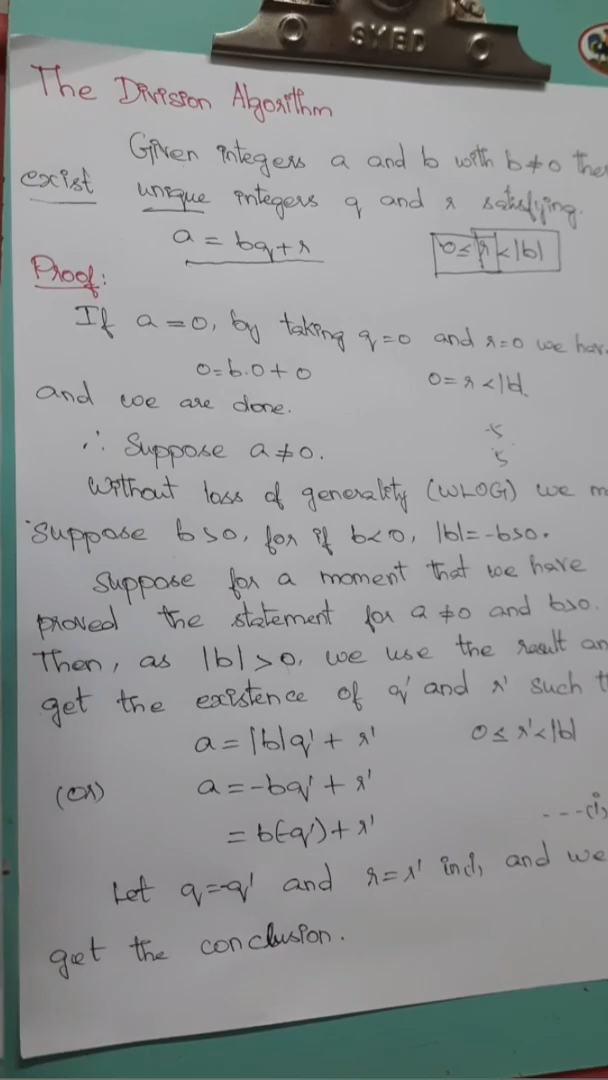 SYED
The Division Algorithm
Given integers a and b with b≠0 ther
exist unique integers q and r satisfying.
a = bq+r 0≤r<|b|
Proof:
If a=0, by taking q=0 and r=0 we hav
0=b.0+0 0=r<|b|.
and we are done.
∴ Suppose a≠0. -5
5
Without loss of generality (WLOG) we m
suppose b>0, for if b<0, |b|=-b>0.
Suppose for a moment that we have
proved the statement for a≠0 and b>0.
Then, as |b|>0, we use the result an
get the existence of q' and r' such t
a=|b|q'+r' 0≤r'<|b|
(or) a=-bq'+r'
=b(-q')+r' ---(i)
Let q=-q' and r=r' in(i) and we
get the conclusion.